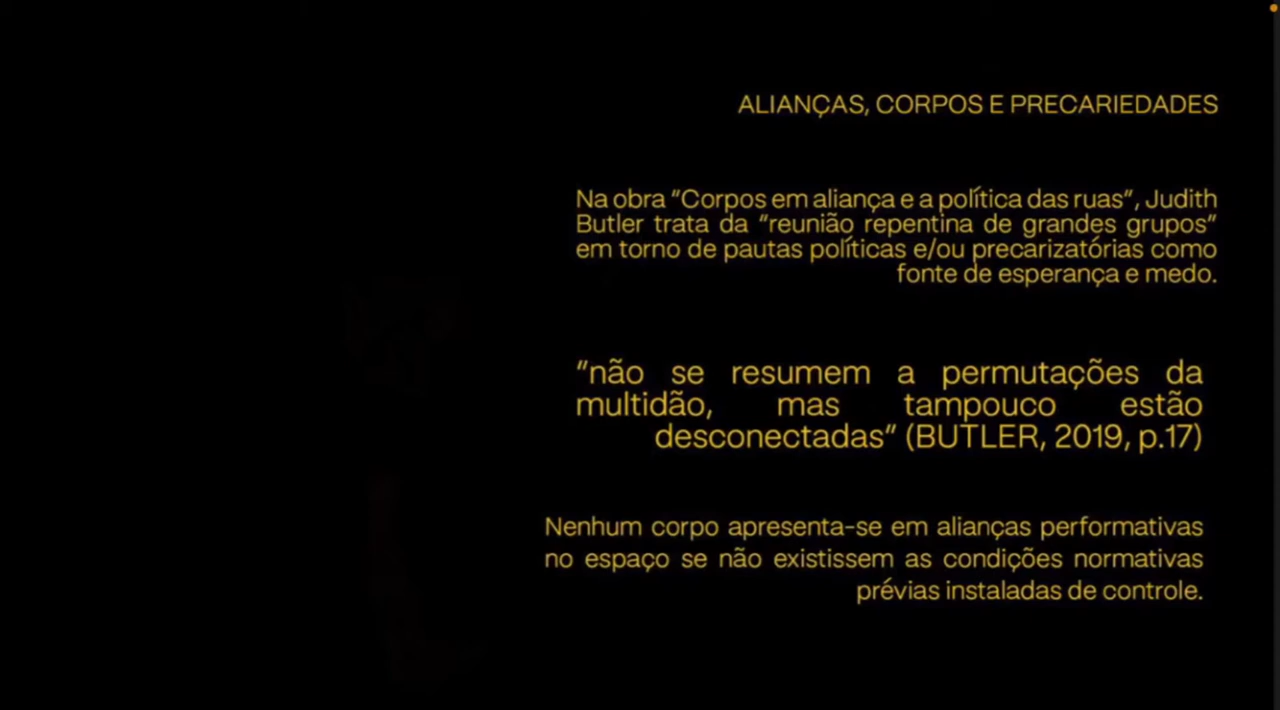 ALIANÇAS, CORPOS E PRECARIEDADES
Na obra “Corpos em aliança e a política das ruas”, Judith
Butler trata da “reunião repentina de grandes grupos”
em torno de pautas políticas e/ou precarizatórias como
fonte de esperança e medo.
“não se resumem a permutações da
multidão, mas tampouco estão
desconectadas” (BUTLER, 2019, p.17)
Nenhum corpo apresenta-se em alianças performativas
no espaço se não existissem as condições normativas
prévias instaladas de controle.